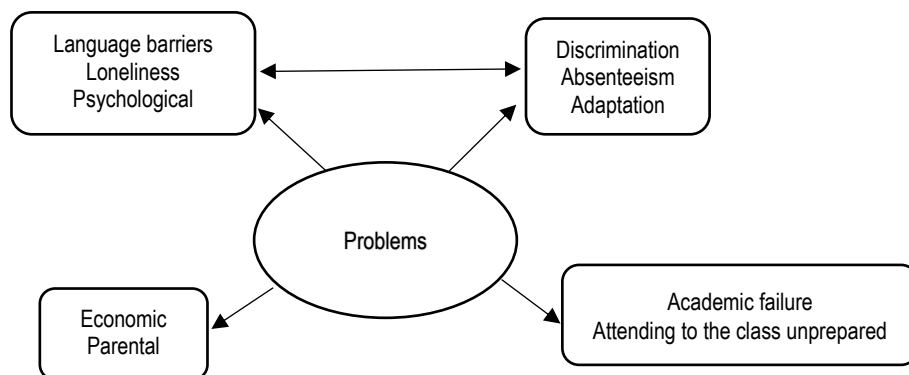 Language barriers
Loneliness
Psychological
Discrimination
Absenteeism
Adaptation
Problems
Economic
Parental
Academic failure
Attending to the class unprepared